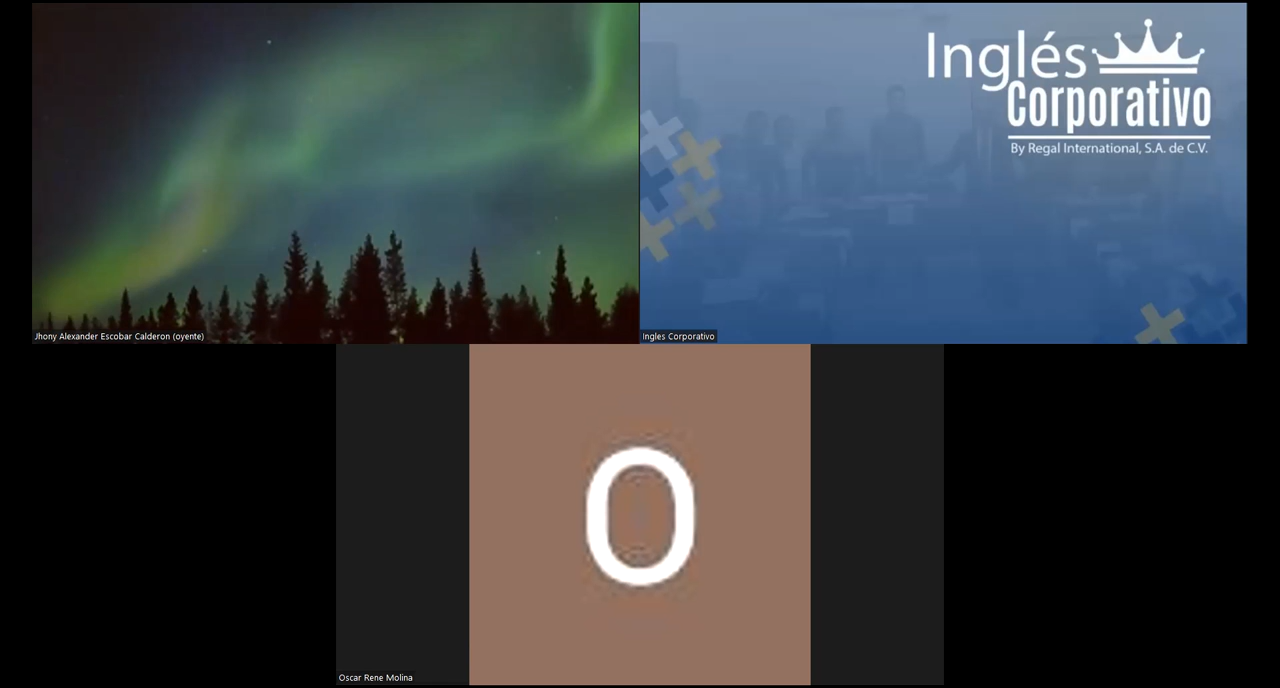 Inglés
Corporativo
By Regal International, S.A. de C.V.
Jhony Alexander Escobar Calderon (oyente)
Ingles Corporativo
O
Oscar Rene Molina